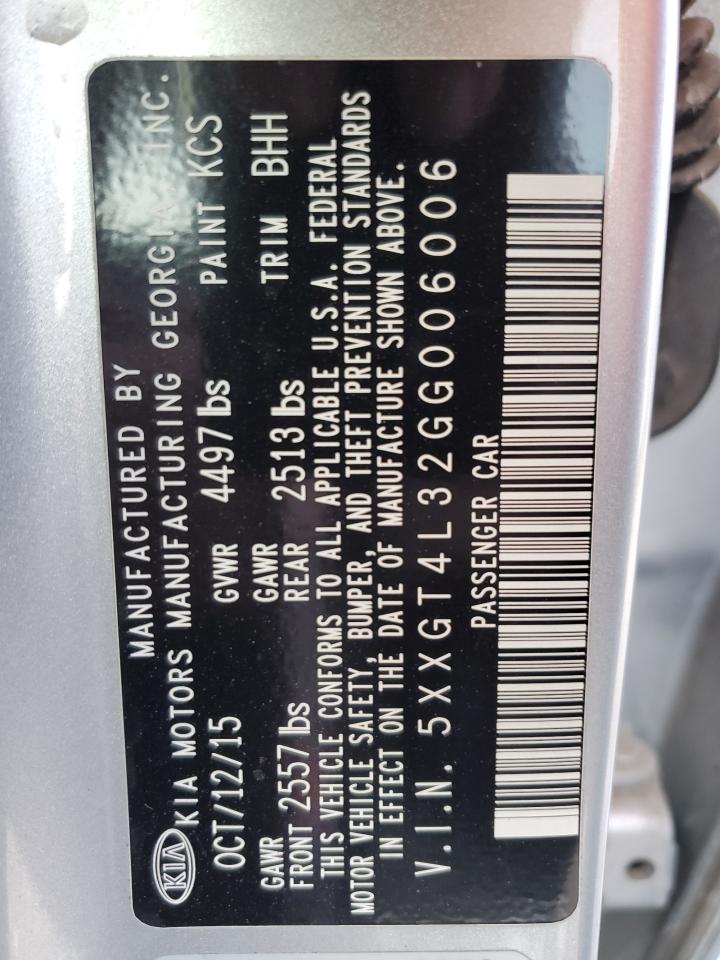 MANUFACTURED BY
KIA KIA MOTORS MANUFACTURING GEORGIA, INC.
OCT/12/15 GVWR 4497 lbs PAINT KCS
GAWR FRONT 2557 lbs GAWR REAR 2513 lbs TRIM BHH
THIS VEHICLE CONFORMS TO ALL APPLICABLE U.S.A. FEDERAL
MOTOR VEHICLE SAFETY, BUMPER, AND THEFT PREVENTION STANDARDS
IN EFFECT ON THE DATE OF MANUFACTURE SHOWN ABOVE.
V.I.N. 5XXGT4L32GG006006
PASSENGER CAR